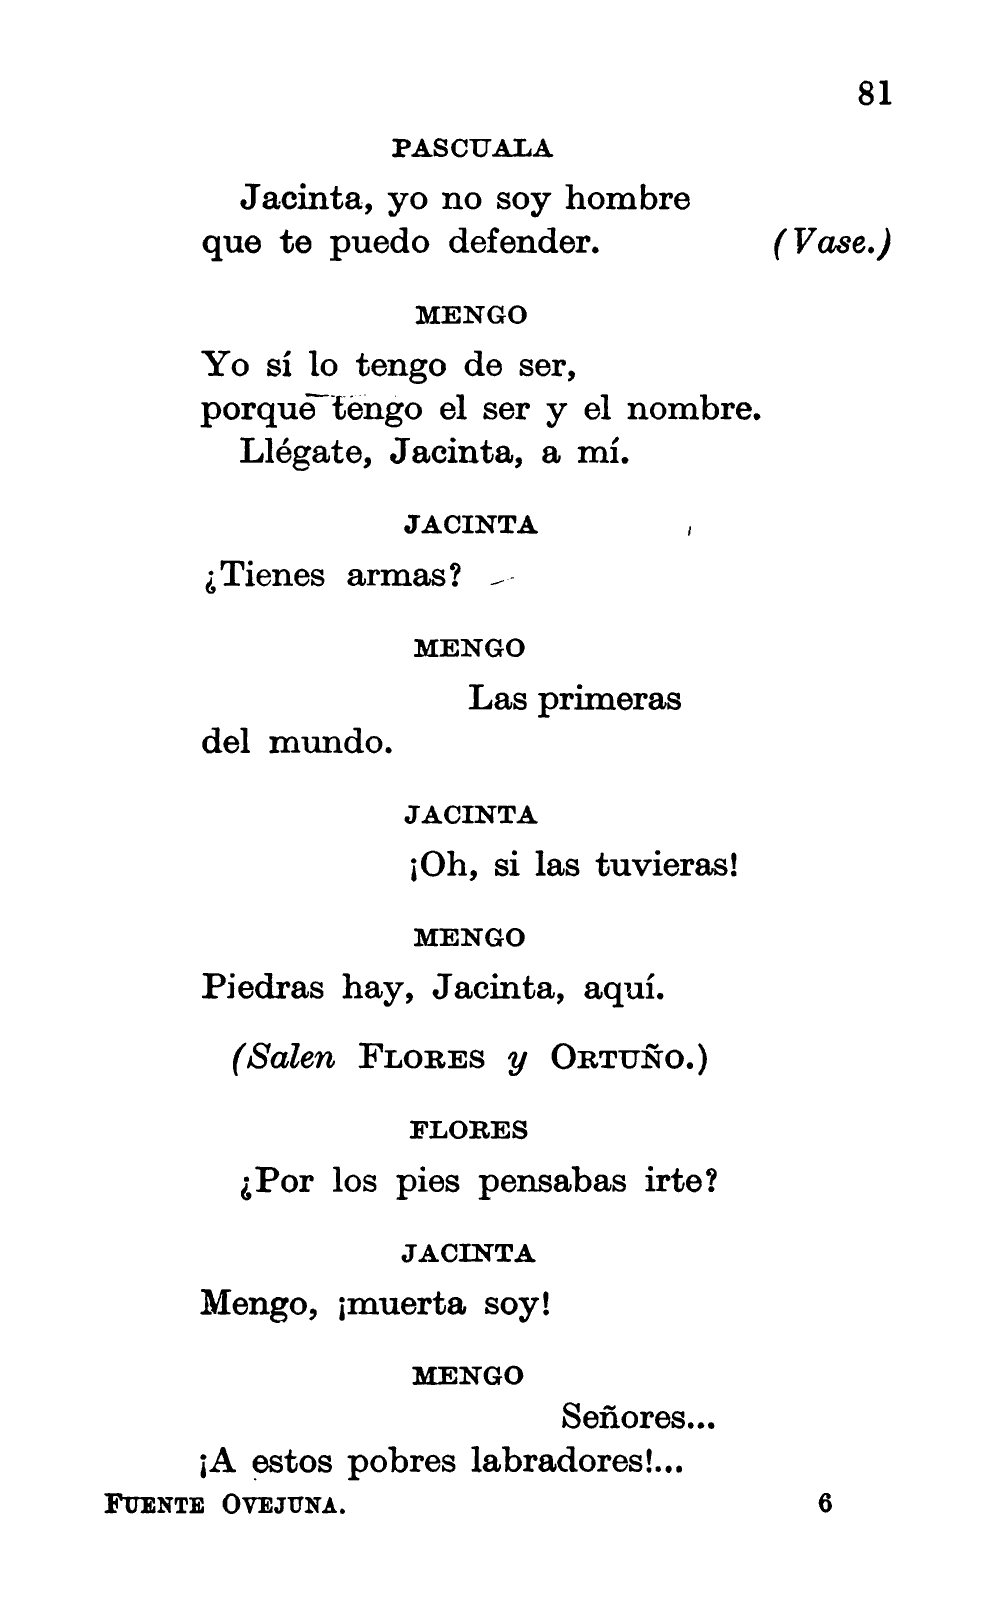 81
PASCUALA
Jacinta, yo no soy hombre
que te puedo defender. (Vase.)
MENGO
Yo sí lo tengo de ser,
porque tengo el ser y el nombre.
Llégate, Jacinta, a mí.
JACINTA
¿Tienes armas?
MENGO
Las primeras
del mundo.
JACINTA
¡Oh, si las tuvieras!
MENGO
Piedras hay, Jacinta, aquí.
(Salen FLORES y ORTUÑO.)
FLORES
¿Por los pies pensabas irte?
JACINTA
Mengo, ¡muerta soy!
MENGO
Señores...
¡A estos pobres labradores!...
FUENTE OVEJUNA. 6